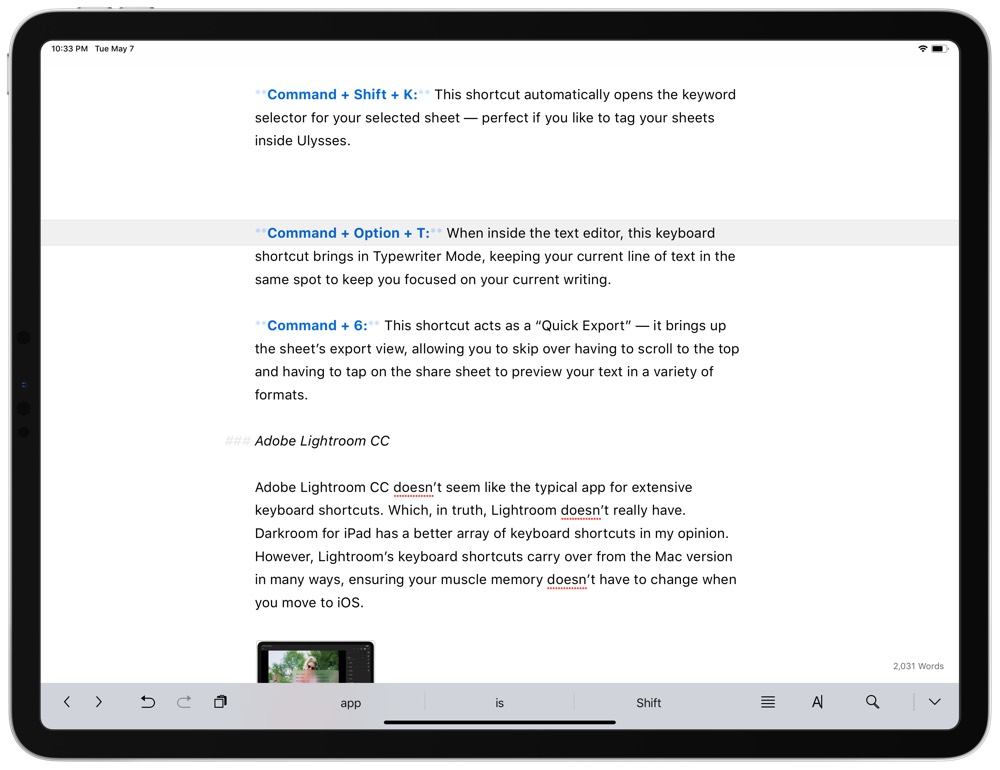 10:33 PM Tue May 7
**Command + Shift + K:** This shortcut automatically opens the keyword
selector for your selected sheet — perfect if you like to tag your sheets
inside Ulysses.
**Command + Option + T:** When inside the text editor, this keyboard
shortcut brings in Typewriter Mode, keeping your current line of text in the
same spot to keep you focused on your current writing.
**Command + 6:** This shortcut acts as a “Quick Export” — it brings up
the sheet’s export view, allowing you to skip over having to scroll to the top
and having to tap on the share sheet to preview your text in a variety of
formats.
### Adobe Lightroom CC
Adobe Lightroom CC doesn’t seem like the typical app for extensive
keyboard shortcuts. Which, in truth, Lightroom doesn’t really have.
Darkroom for iPad has a better array of keyboard shortcuts in my opinion.
However, Lightroom’s keyboard shortcuts carry over from the Mac version
in many ways, ensuring your muscle memory doesn’t have to change when
you move to iOS.
2,031 Words
app is Shift
A